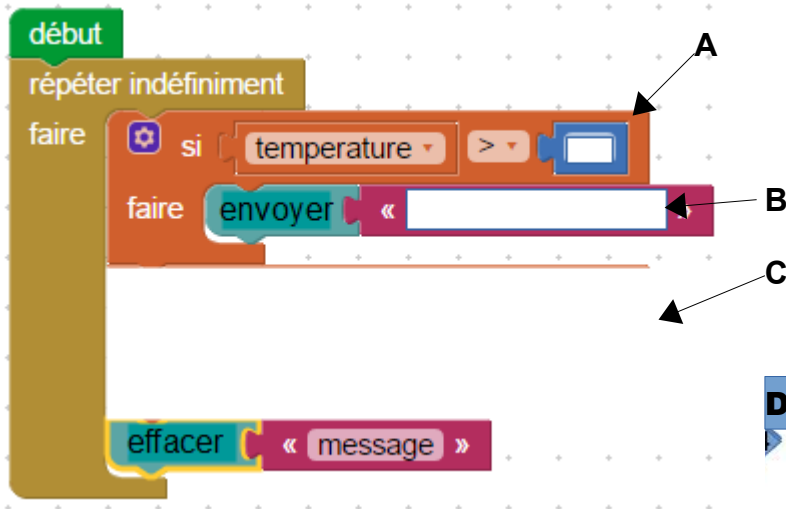 début
répéter indéfiniment
A
faire si temperature >
faire envoyer « »
B
C
D
effacer « message »